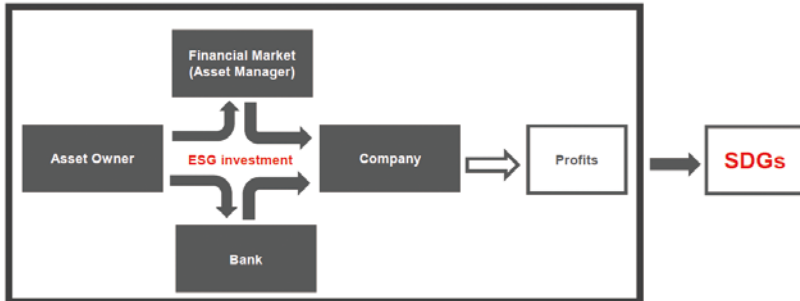 Financial Market
(Asset Manager)
Asset Owner
ESG investment
Company
Profits
SDGs
Bank